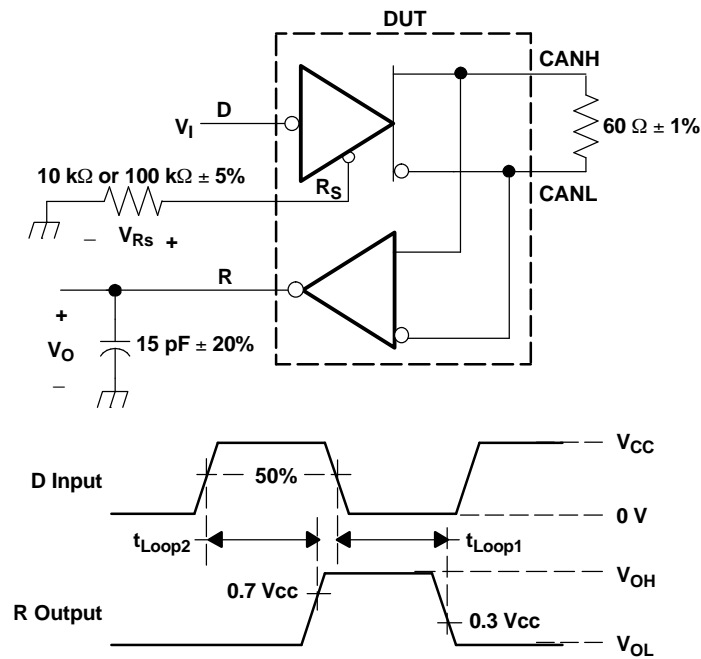 DUT
CANH
D
V_I
60 Ω ± 1%
10 kΩ or 100 kΩ ± 5%
R_S
CANL
− V_Rs +
R
+
V_O
15 pF ± 20%
−
V_CC
D Input
50%
0 V
t_Loop2
t_Loop1
V_OH
0.7 Vcc
R Output
0.3 Vcc
V_OL